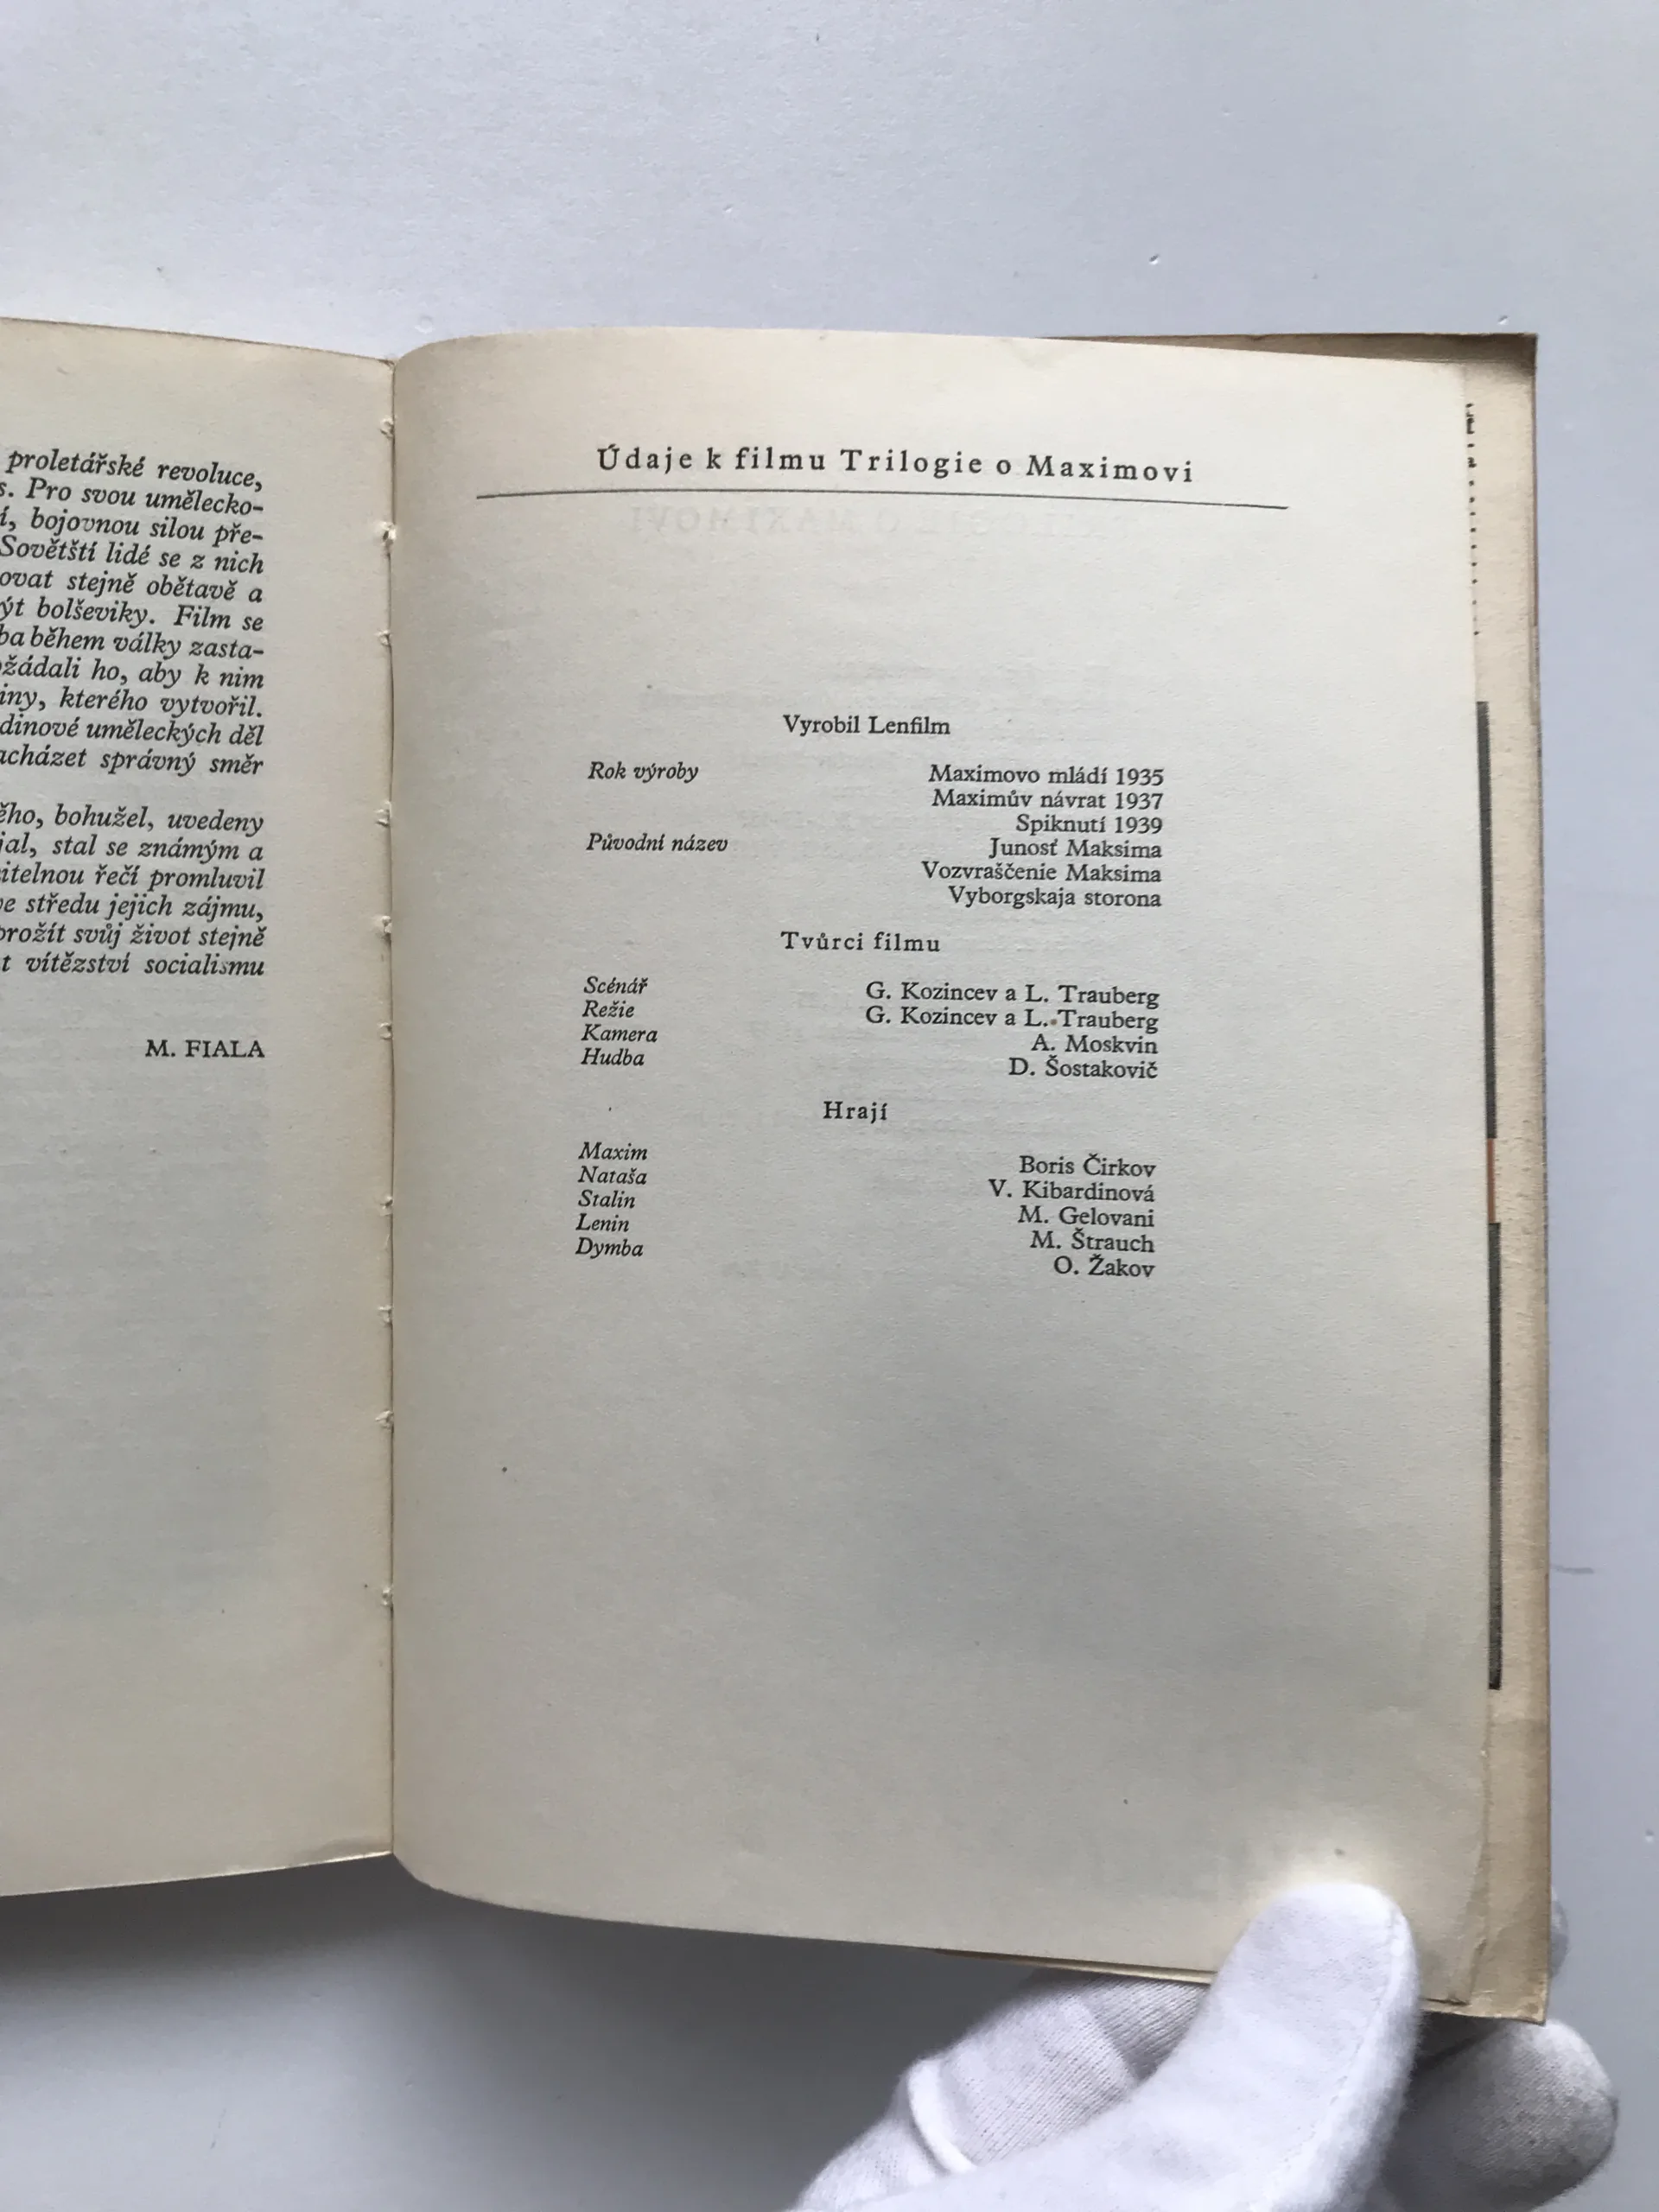 proletářské revoluce,
s. Pro svou umělecko-
í, bojovnou silou pře-
Sovětští lidé se z nich
ovat stejně obětavě a
ýt bolševiky. Film se
ba během války zasta-
ožádali ho, aby k nim
iny, kterého vytvořil.
dinové uměleckých děl
acházet správný směr
ého, bohužel, uvedeny
jal, stal se známým a
itelnou řečí promluvil
ve středu jejich zájmu,
prožít svůj život stejně
t vítězství socialismu
M. FIALA
Údaje k filmu Trilogie o Maximovi
Vyrobil Lenfilm
Rok výroby Maximovo mládí 1935
Maximův návrat 1937
Spiknutí 1939
Původní název Junosť Maksima
Vozvraščenie Maksima
Vyborgskaja storona
Tvůrci filmu
Scénář G. Kozincev a L. Trauberg
Režie G. Kozincev a L. Trauberg
Kamera A. Moskvin
Hudba D. Šostakovič
Hrají
Maxim Boris Čirkov
Nataša V. Kibardinová
Stalin M. Gelovani
Lenin M. Štrauch
Dymba O. Žakov